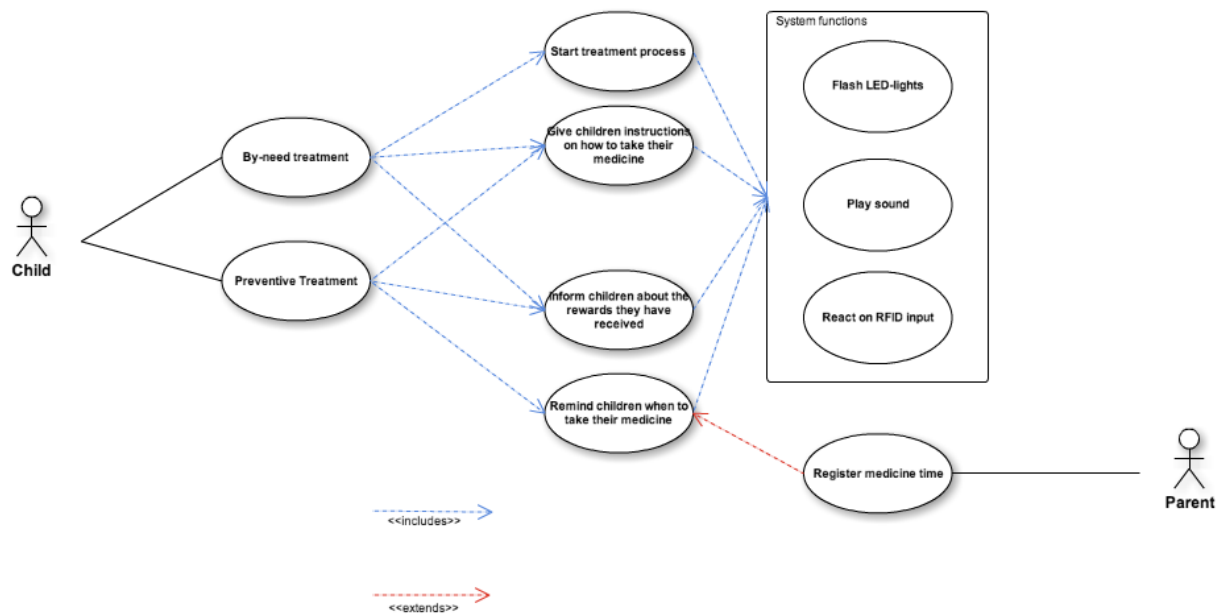 System functions
Start treatment process
Flash LED-lights
Give children instructions
on how to take their
medicine
By-need treatment
Play sound
Child
Preventive Treatment
Inform children about the
rewards they have
received
React on RFID input
Remind children when to
take their medicine
Register medicine time
Parent
<<includes>>
<<extends>>